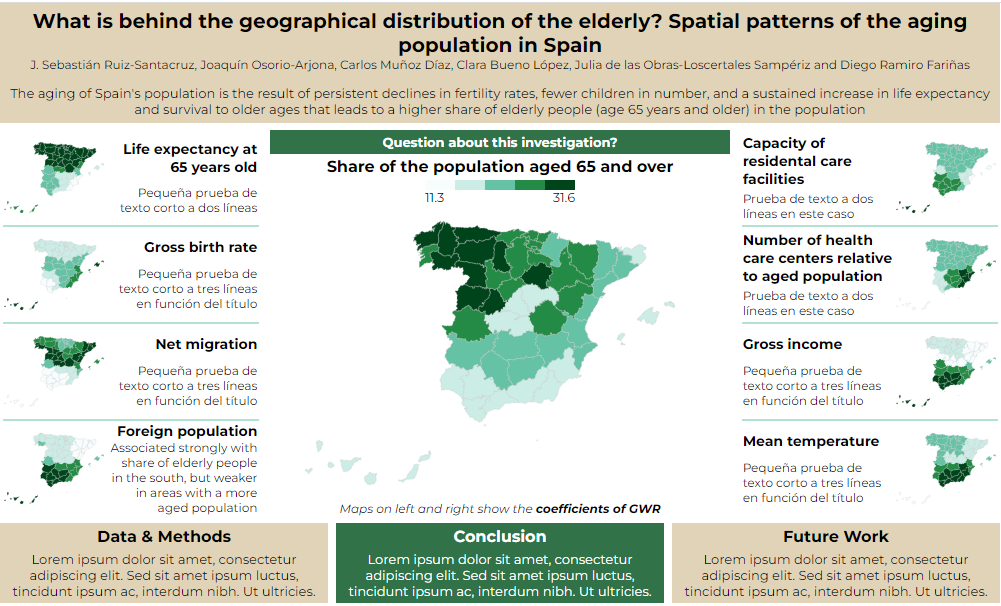 What is behind the geographical distribution of the elderly? Spatial patterns of the aging
population in Spain
J. Sebastián Ruiz-Santacruz, Joaquín Osorio-Arjona, Carlos Muñoz Díaz, Clara Bueno López, Julia de las Obras-Loscertales Sampériz and Diego Ramiro Fariñas
The aging of Spain's population is the result of persistent declines in fertility rates, fewer children in number, and a sustained increase in life expectancy
and survival to older ages that leads to a higher share of elderly people (age 65 years and older) in the population
Life expectancy at
65 years old
Pequeña prueba de
texto corto a dos líneas
Gross birth rate
Pequeña prueba de
texto corto a tres líneas
en función del título
Net migration
Pequeña prueba de
texto corto a tres líneas
en función del título
Foreign population
Associated strongly with
share of elderly people
in the south, but weaker
in areas with a more
aged population
Question about this investigation?
Share of the population aged 65 and over
11.3 31.6
Maps on left and right show the coefficients of GWR
Capacity of
residental care
facilities
Prueba de texto a dos
líneas en este caso
Number of health
care centers relative
to aged population
Prueba de texto a dos
líneas en este caso
Gross income
Pequeña prueba de
texto corto a tres líneas
en función del título
Mean temperature
Pequeña prueba de
texto corto a tres líneas
en función del título
Data & Methods
Lorem ipsum dolor sit amet, consectetur
adipiscing elit. Sed sit amet ipsum luctus,
tincidunt ipsum ac, interdum nibh. Ut ultricies.
Conclusion
Lorem ipsum dolor sit amet, consectetur
adipiscing elit. Sed sit amet ipsum luctus,
tincidunt ipsum ac, interdum nibh. Ut ultricies.
Future Work
Lorem ipsum dolor sit amet, consectetur
adipiscing elit. Sed sit amet ipsum luctus,
tincidunt ipsum ac, interdum nibh. Ut ultricies.